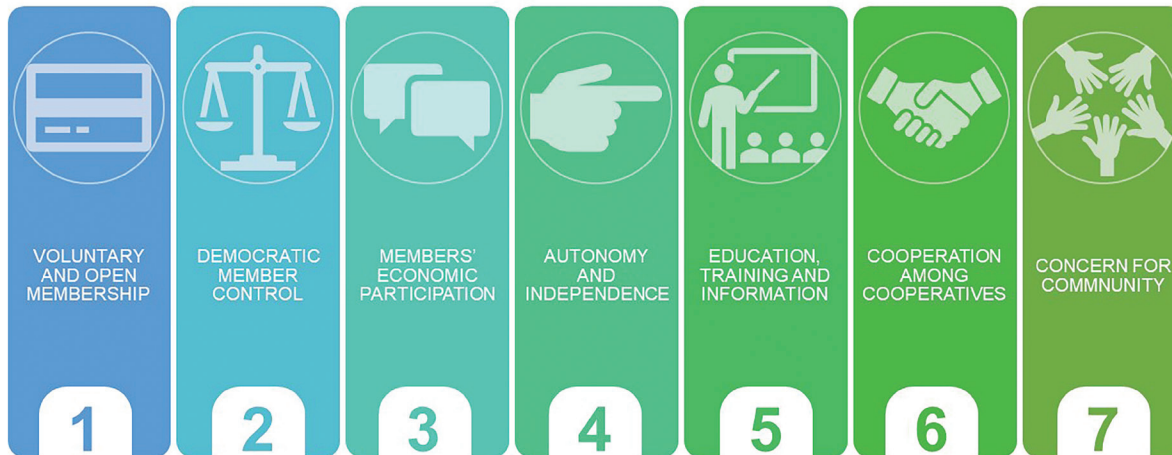 VOLUNTARY
AND OPEN
MEMBERSHIP
1
DEMOCRATIC
MEMBER
CONTROL
2
MEMBERS'
ECONOMIC
PARTICIPATION
3
AUTONOMY
AND
INDEPENDENCE
4
EDUCATION,
TRAINING AND
INFORMATION
5
COOPERATION
AMONG
COOPERATIVES
6
CONCERN FOR
COMMNUNITY
7